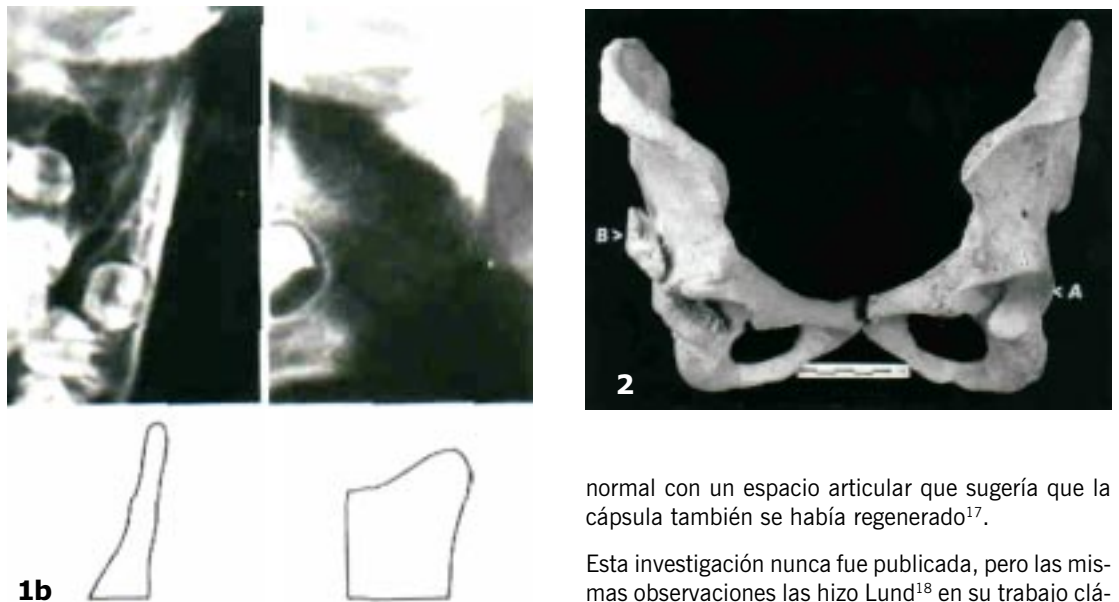 1b
B >
< A
2
normal con un espacio articular que sugería que la
cápsula también se había regenerado17.
Esta investigación nunca fue publicada, pero las mis-
mas observaciones las hizo Lund18 en su trabajo clá-